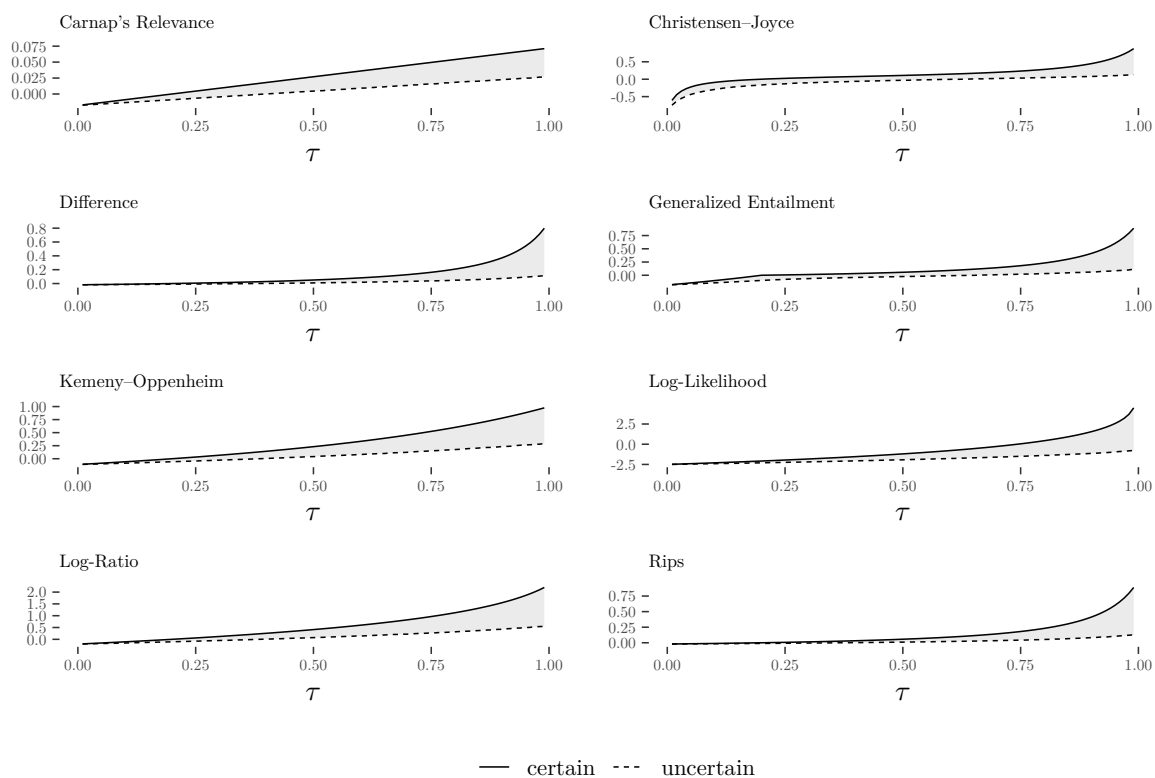 Carnap's Relevance
0.075
0.050
0.025
0.000
0.00 0.25 0.50 0.75 1.00
τ
Christensen–Joyce
0.5
0.0
-0.5
0.00 0.25 0.50 0.75 1.00
τ
Difference
0.8
0.6
0.4
0.2
0.0
0.00 0.25 0.50 0.75 1.00
τ
Generalized Entailment
0.75
0.50
0.25
0.00
0.00 0.25 0.50 0.75 1.00
τ
Kemeny–Oppenheim
1.00
0.75
0.50
0.25
0.00
0.00 0.25 0.50 0.75 1.00
τ
Log-Likelihood
2.5
0.0
-2.5
0.00 0.25 0.50 0.75 1.00
τ
Log-Ratio
2.0
1.5
1.0
0.5
0.0
0.00 0.25 0.50 0.75 1.00
τ
Rips
0.75
0.50
0.25
0.00
0.00 0.25 0.50 0.75 1.00
τ
certain uncertain